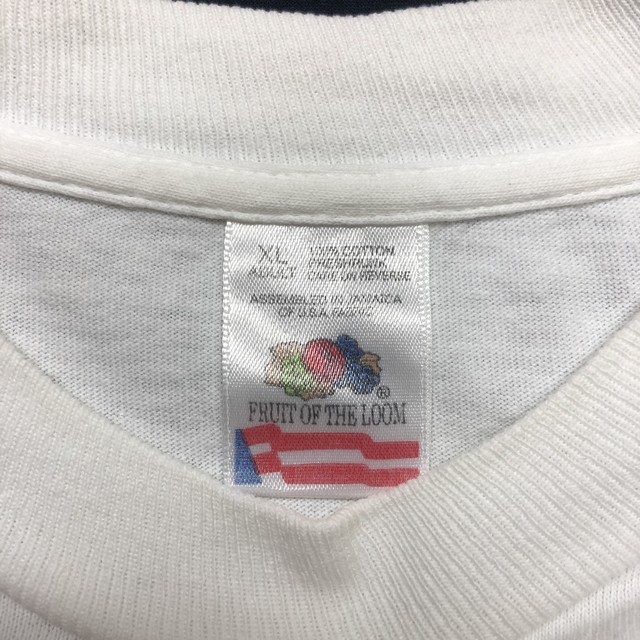 XL
ADULT
100% COTTON
PRESHRUNK
CARE ON REVERSE
ASSEMBLED IN JAMAICA
OF U.S.A. FABRIC
®
FRUIT OF THE LOOM